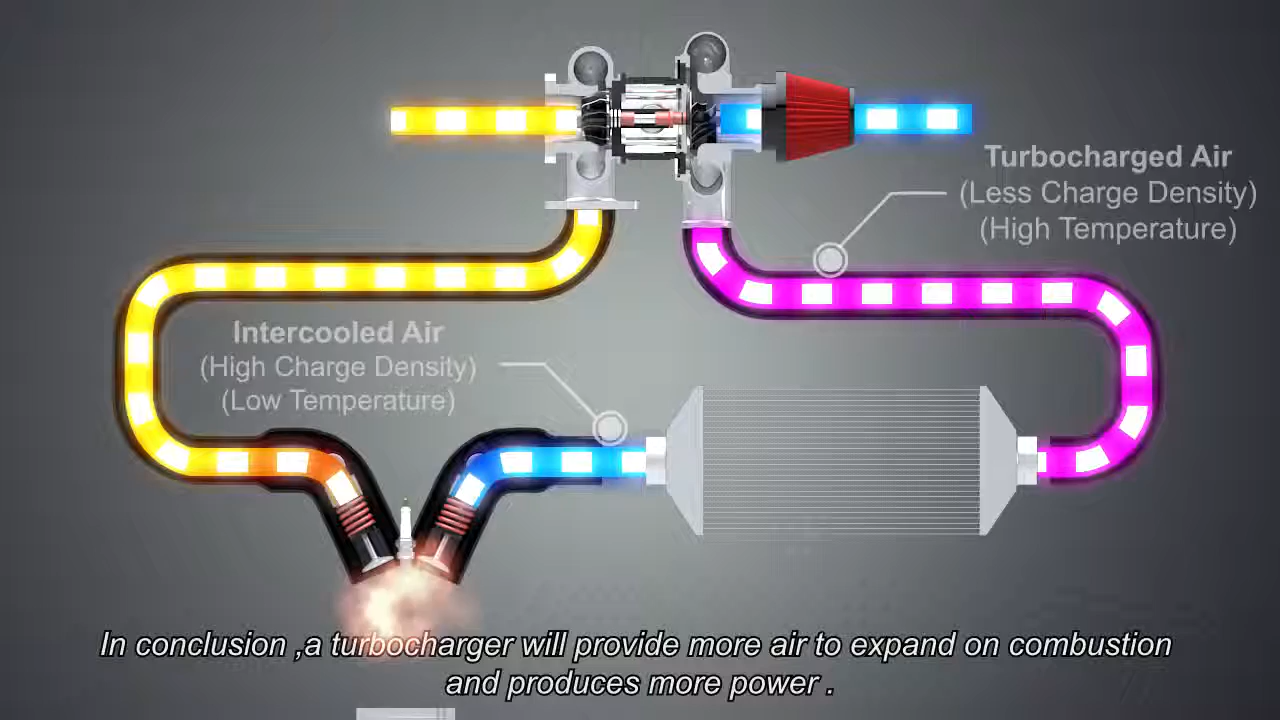 Turbocharged Air
(Less Charge Density)
(High Temperature)
Intercooled Air
(High Charge Density)
(Low Temperature)
In conclusion ,a turbocharger will provide more air to expand on combustion
and produces more power .